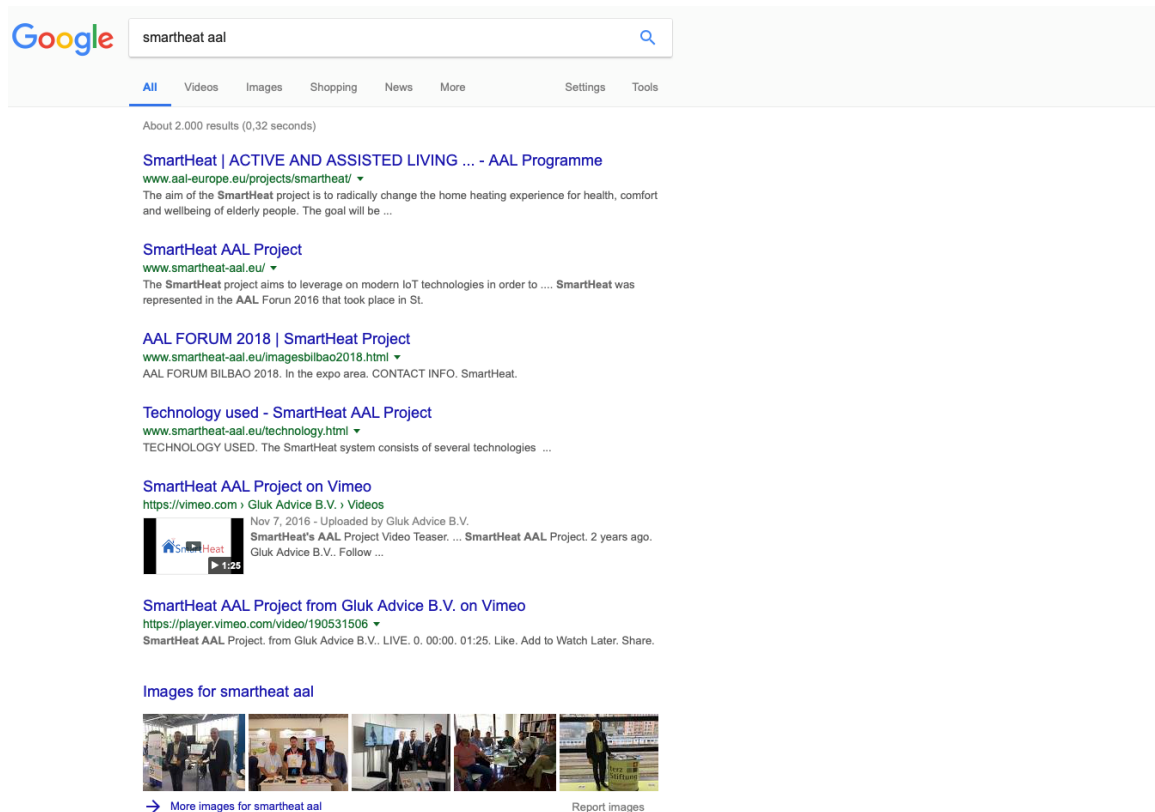 Google
smartheat aal
All Videos Images Shopping News More Settings Tools
About 2.000 results (0,32 seconds)
SmartHeat | ACTIVE AND ASSISTED LIVING ... - AAL Programme
www.aal-europe.eu/projects/smartheat/
The aim of the SmartHeat project is to radically change the home heating experience for health, comfort
and wellbeing of elderly people. The goal will be ...
SmartHeat AAL Project
www.smartheat-aal.eu/
The SmartHeat project aims to leverage on modern IoT technologies in order to .... SmartHeat was
represented in the AAL Forun 2016 that took place in St.
AAL FORUM 2018 | SmartHeat Project
www.smartheat-aal.eu/imagesbilbao2018.html
AAL FORUM BILBAO 2018. In the expo area. CONTACT INFO. SmartHeat.
Technology used - SmartHeat AAL Project
www.smartheat-aal.eu/technology.html
TECHNOLOGY USED. The SmartHeat system consists of several technologies ...
SmartHeat AAL Project on Vimeo
https://vimeo.com › Gluk Advice B.V. › Videos
Nov 7, 2016 - Uploaded by Gluk Advice B.V.
SmartHeat's AAL Project Video Teaser. ... SmartHeat AAL Project. 2 years ago.
Gluk Advice B.V.. Follow ...
SmartHeat
1:25
SmartHeat AAL Project from Gluk Advice B.V. on Vimeo
https://player.vimeo.com/video/190531506
SmartHeat AAL Project. from Gluk Advice B.V.. LIVE. 0. 00:00. 01:25. Like. Add to Watch Later. Share.
Images for smartheat aal
Stiftung
More images for smartheat aal Report images